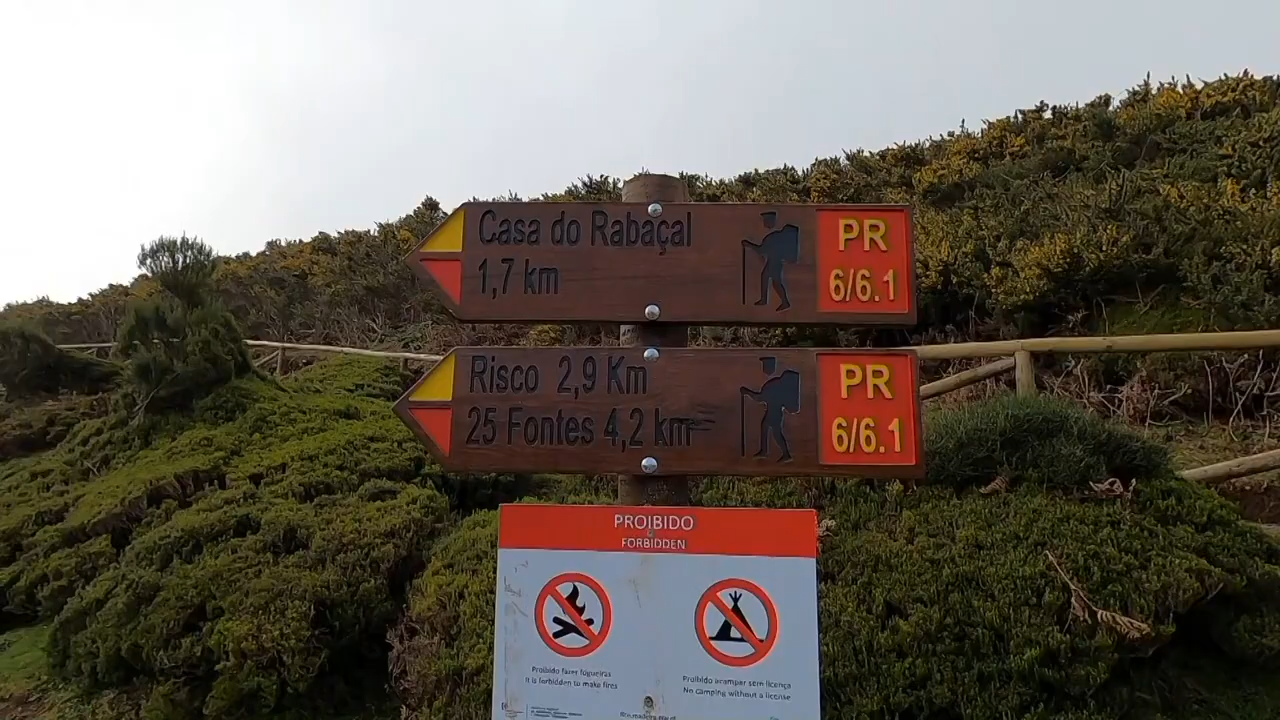 Casa do Rabaçal
1,7 km
PR
6/6.1
Risco 2,9 Km
25 Fontes 4,2 km
PR
6/6.1
PROIBIDO
FORBIDDEN
Proibido fazer fogueiras
It is forbidden to make fires
Proibido acampar sem licença
No camping without a license